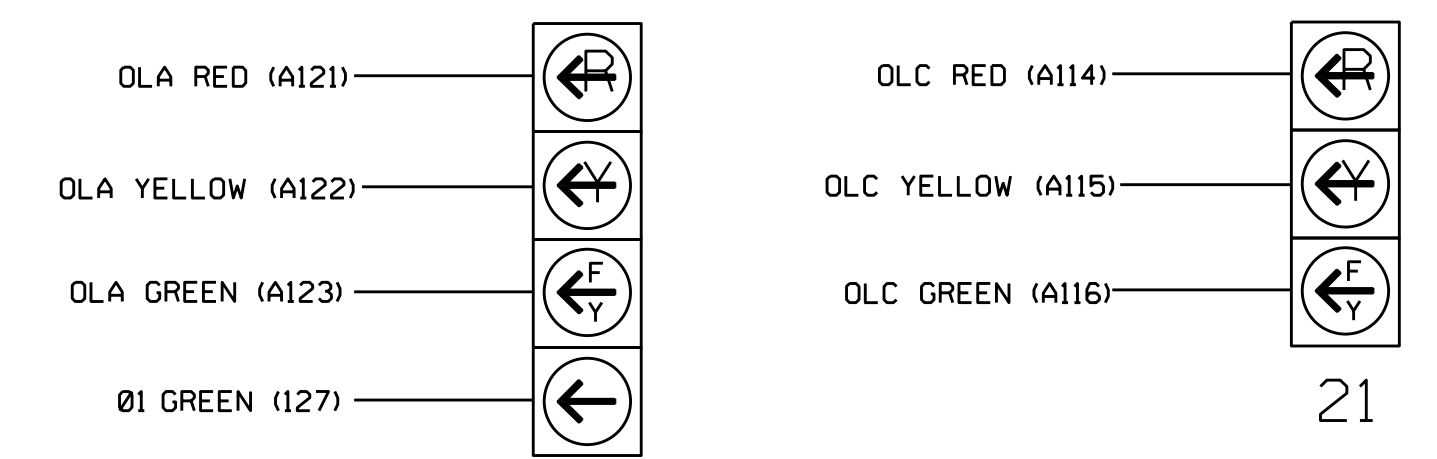 OLA RED (A121)
R
OLA YELLOW (A122)
Y
OLA GREEN (A123)
F
Y
Ø1 GREEN (127)
OLC RED (A114)
R
OLC YELLOW (A115)
Y
OLC GREEN (A116)
F
Y
21